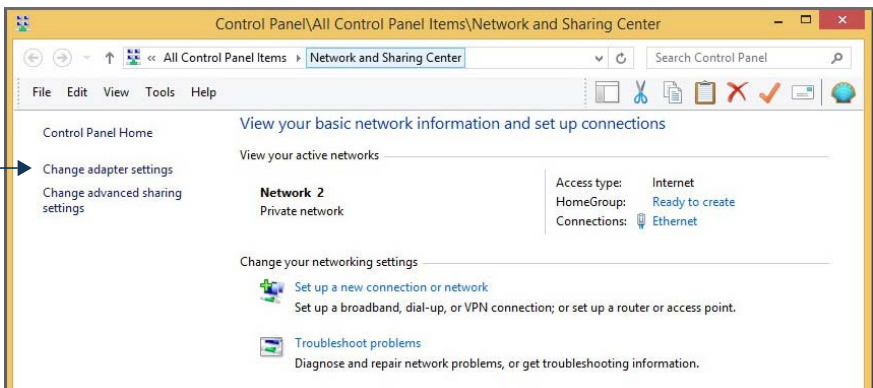 Control Panel\All Control Panel Items\Network and Sharing Center
« All Control Panel Items Network and Sharing Center Search Control Panel
File Edit View Tools Help
Control Panel Home
Change adapter settings
Change advanced sharing
settings
View your basic network information and set up connections
View your active networks
Network 2
Private network
Access type: Internet
HomeGroup: Ready to create
Connections: Ethernet
Change your networking settings
Set up a new connection or network
Set up a broadband, dial-up, or VPN connection; or set up a router or access point.
Troubleshoot problems
Diagnose and repair network problems, or get troubleshooting information.